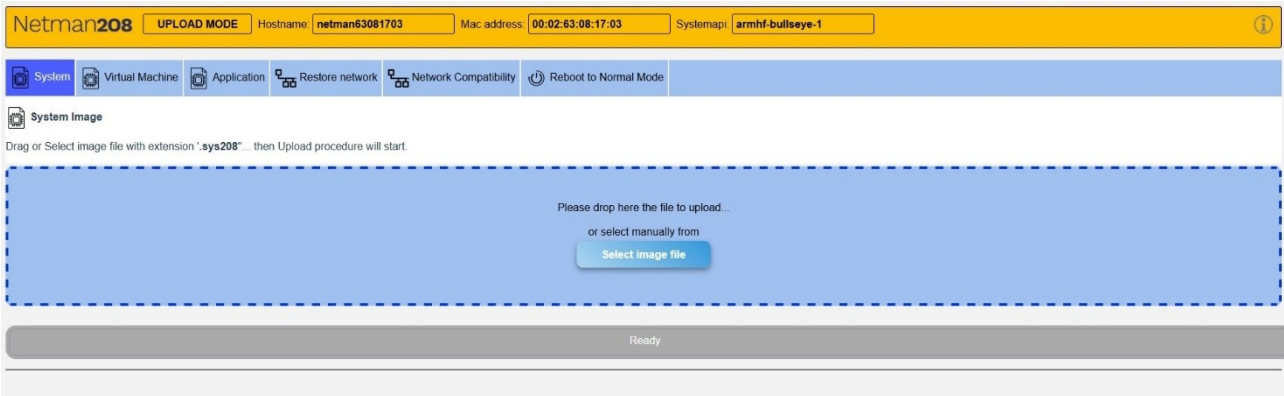 Netman208 UPLOAD MODE Hostname: netman63081703 Mac address: 00:02:63:08:17:03 Systemapi: armhf-bullseye-1
System Virtual Machine Application Restore network Network Compatibility Reboot to Normal Mode
System Image
Drag or Select image file with extension '.sys208"... then Upload procedure will start.
Please drop here the file to upload...
or select manually from
Select image file
Ready